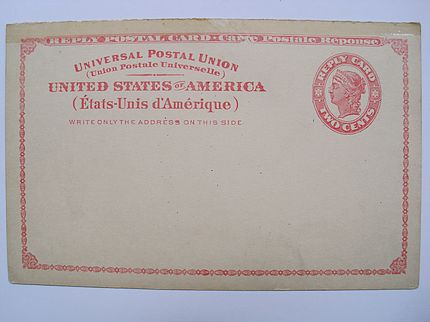 REPLY POSTAL CARD - Carte Postale Réponse
UNIVERSAL POSTAL UNION
(Union Postale Universelle)
UNITED STATES OF AMERICA
(États-Unis d'Amérique)
WRITE ONLY THE ADDRESS ON THIS SIDE.
REPLY CARD
TWO CENTS